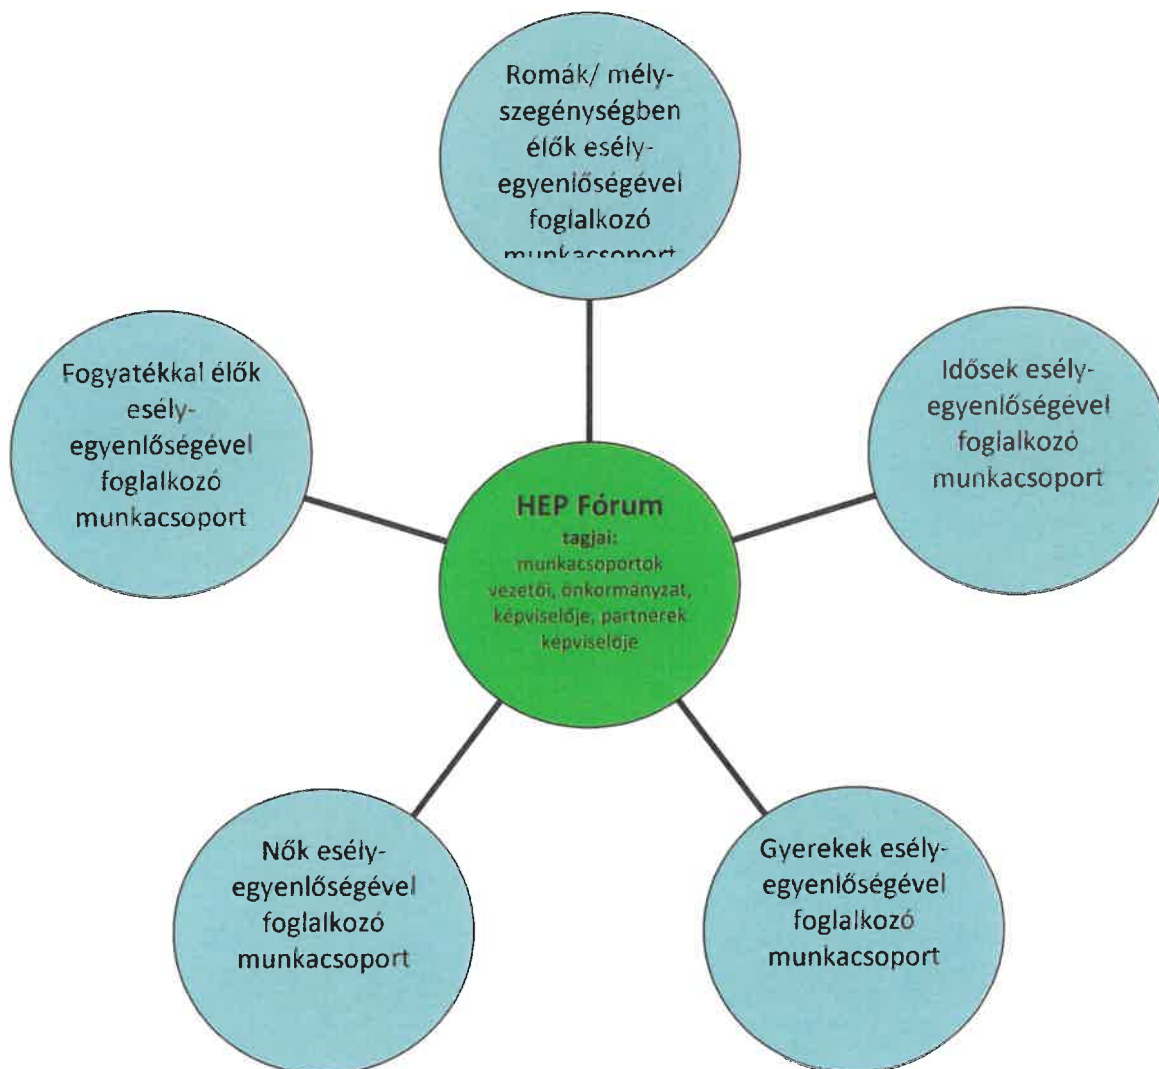 Romák/ mély-
szegénységben
élők esély-
egyenlőségével
foglalkozó
munkacsoport
Fogyatékkal élők
esély-
egyenlőségével
foglalkozó
munkacsoport
Idősek esély-
egyenlőségével
foglalkozó
munkacsoport
HEP Fórum
tagjai:
munkacsoportok
vezetői, önkormányzat,
képviselője, partnerek
képviselője
Nők esély-
egyenlőségével
foglalkozó
munkacsoport
Gyerekek esély-
egyenlőségével
foglalkozó
munkacsoport